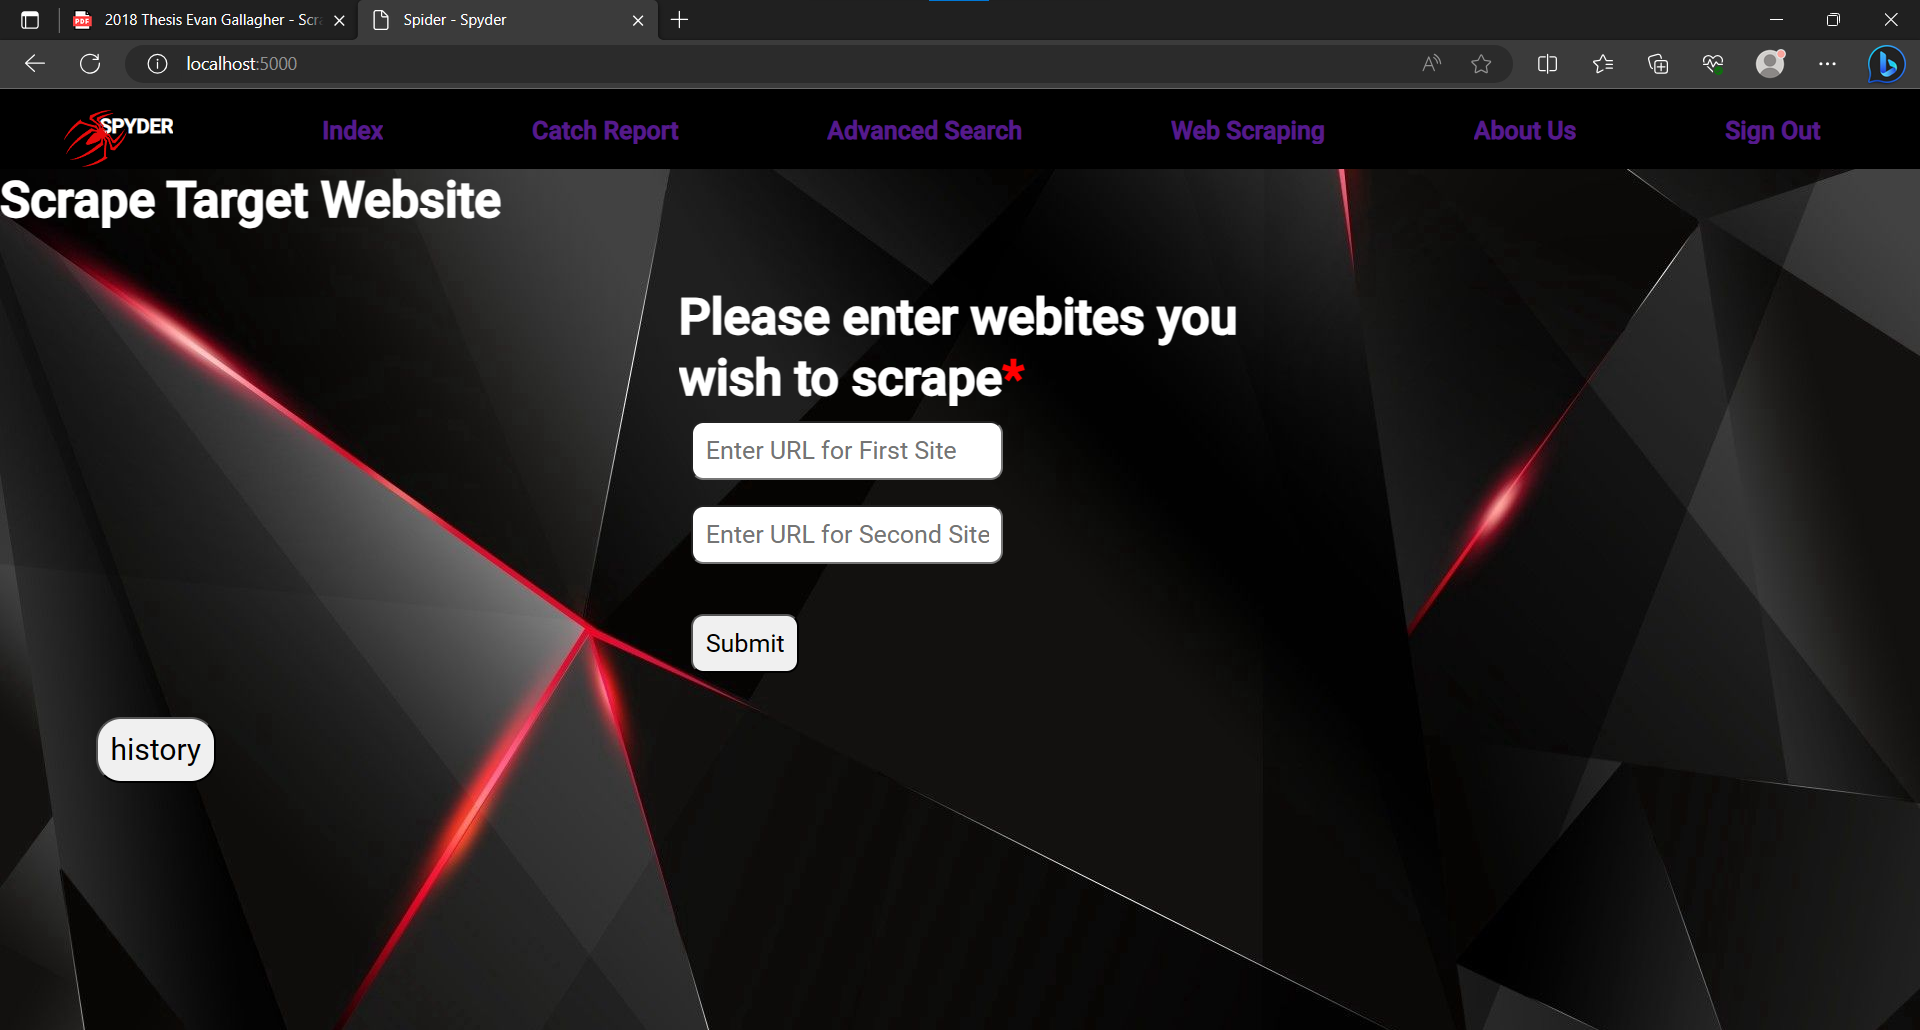 2018 Thesis Evan Gallagher - Scra
Spider - Spyder
localhost:5000
SPYDER
Index
Catch Report
Advanced Search
Web Scraping
About Us
Sign Out
Scrape Target Website
Please enter webites you
wish to scrape*
Enter URL for First Site
Enter URL for Second Site
Submit
history